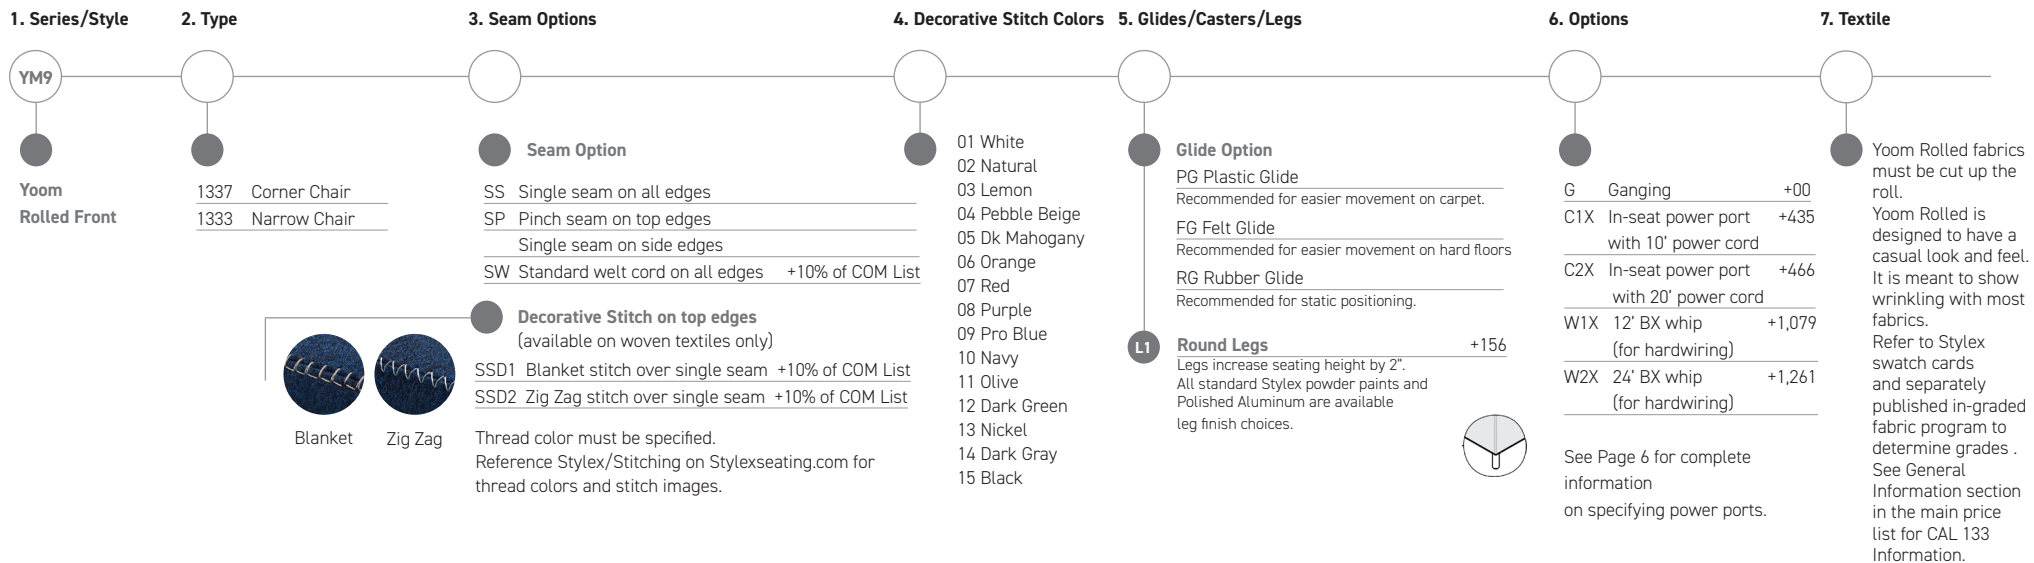 1. Series/Style
2. Type
3. Seam Options
4. Decorative Stitch Colors
5. Glides/Casters/Legs
6. Options
7. Textile
YM9
Yoom
Rolled Front
1337 Corner Chair
1333 Narrow Chair
Seam Option
SS Single seam on all edges
SP Pinch seam on top edges
Single seam on side edges
SW Standard welt cord on all edges +10% of COM List
Decorative Stitch on top edges
(available on woven textiles only)
SSD1 Blanket stitch over single seam +10% of COM List
SSD2 Zig Zag stitch over single seam +10% of COM List
Blanket
Zig Zag
Thread color must be specified.
Reference Stylex/Stitching on Stylexseating.com for
thread colors and stitch images.
01 White
02 Natural
03 Lemon
04 Pebble Beige
05 Dk Mahogany
06 Orange
07 Red
08 Purple
09 Pro Blue
10 Navy
11 Olive
12 Dark Green
13 Nickel
14 Dark Gray
15 Black
Glide Option
PG Plastic Glide
Recommended for easier movement on carpet.
FG Felt Glide
Recommended for easier movement on hard floors
RG Rubber Glide
Recommended for static positioning.
L1
Round Legs +156
Legs increase seating height by 2".
All standard Stylex powder paints and
Polished Aluminum are available
leg finish choices.
G Ganging +00
C1X In-seat power port +435
with 10' power cord
C2X In-seat power port +466
with 20' power cord
W1X 12' BX whip +1,079
(for hardwiring)
W2X 24' BX whip +1,261
(for hardwiring)
See Page 6 for complete
information
on specifying power ports.
Yoom Rolled fabrics
must be cut up the
roll.
Yoom Rolled is
designed to have a
casual look and feel.
It is meant to show
wrinkling with most
fabrics.
Refer to Stylex
swatch cards
and separately
published in-graded
fabric program to
determine grades .
See General
Information section
in the main price
list for CAL 133
Information.